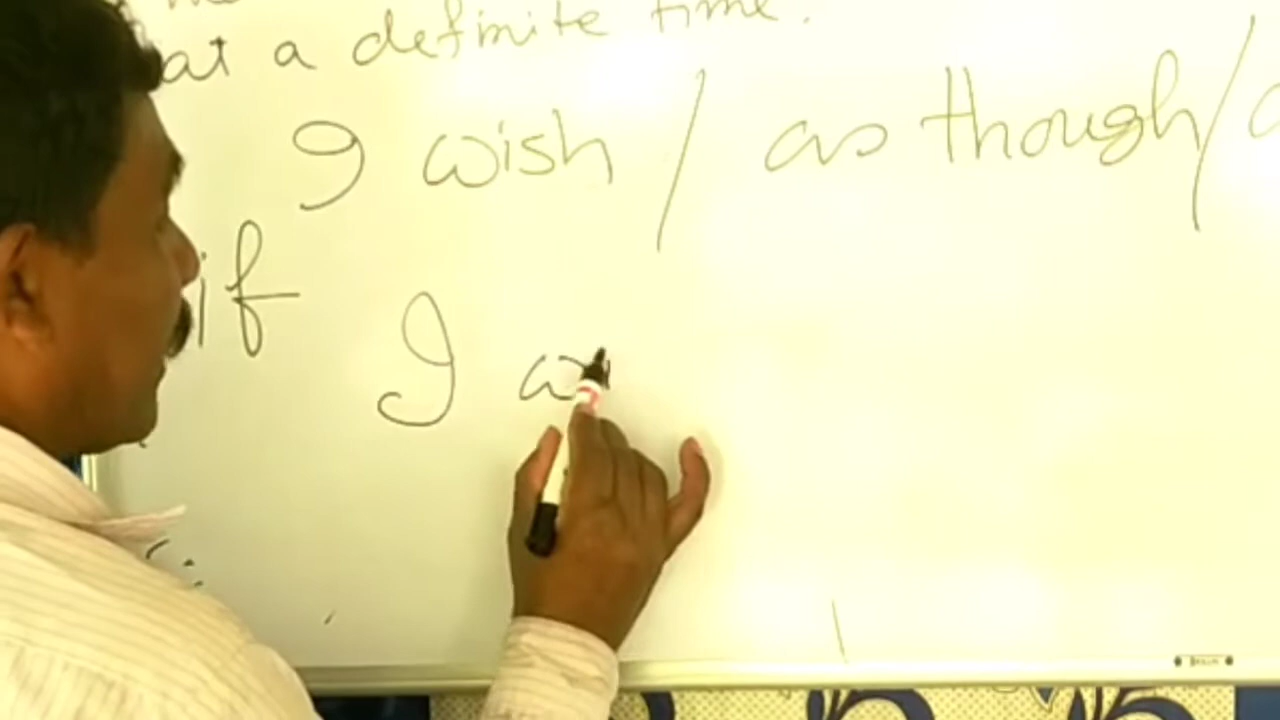 at a definite time.
I wish / as though /
if
I